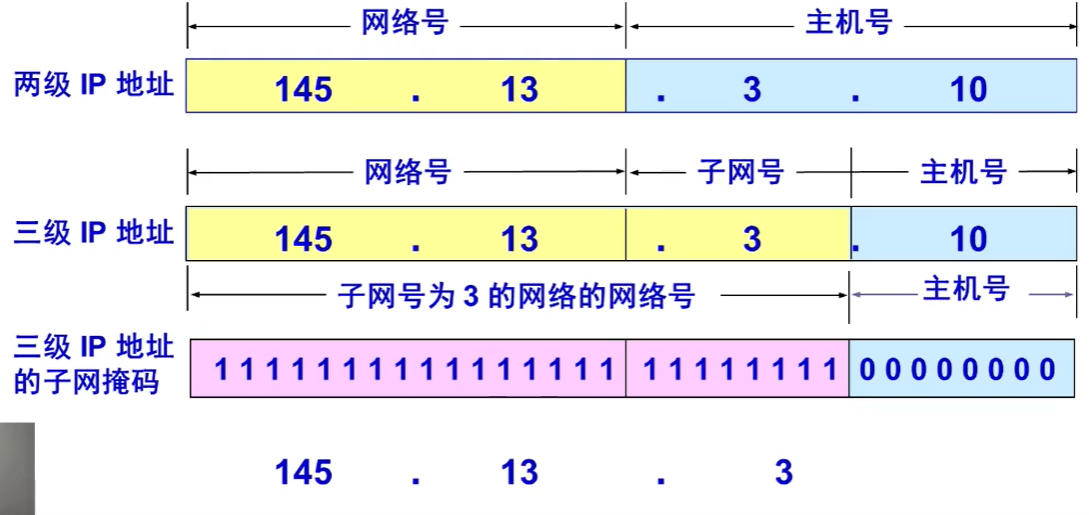 网络号 主机号
两级 IP 地址 145 . 13 . 3 . 10
网络号 子网号 主机号
三级 IP 地址 145 . 13 . 3 . 10
子网号为 3 的网络的网络号 主机号
三级 IP 地址
的子网掩码 1 1 1 1 1 1 1 1 1 1 1 1 1 1 1 1 1 1 1 1 1 1 1 1 0 0 0 0 0 0 0 0
145 . 13 . 3